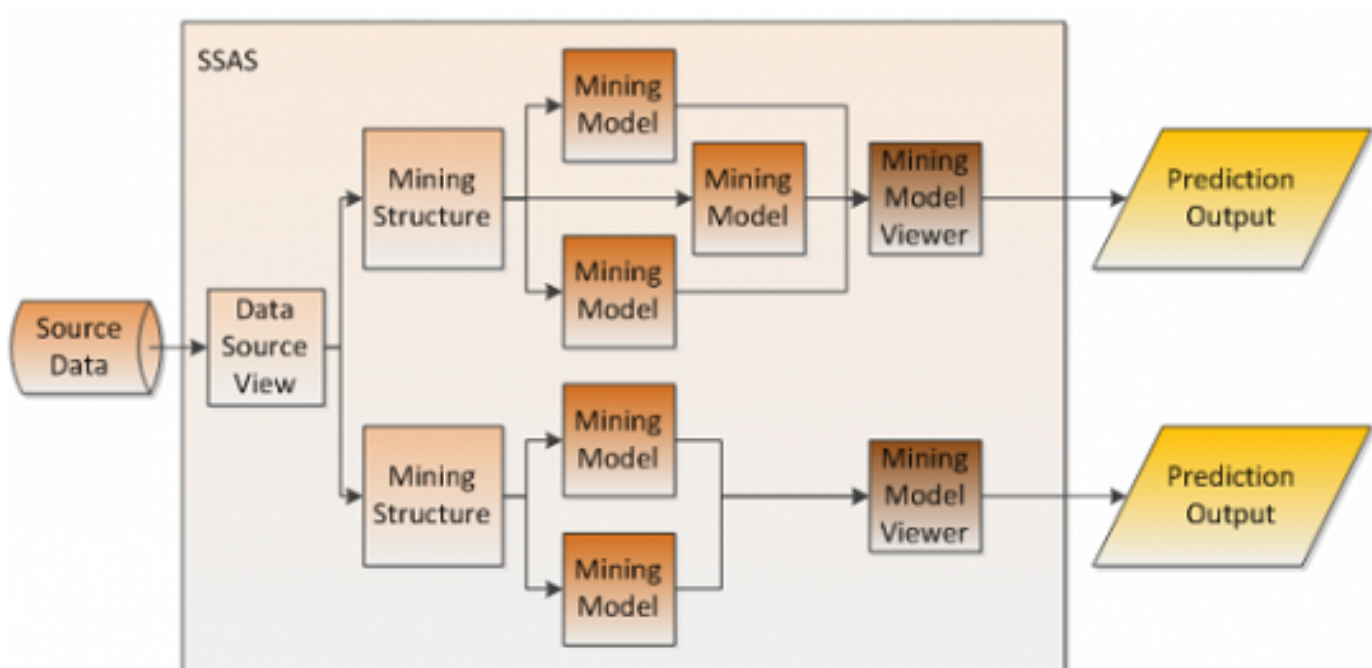 SSAS
Mining
Model
Mining
Structure
Mining
Model
Mining
Model
Viewer
Prediction
Output
Mining
Model
Source
Data
Data
Source
View
Mining
Structure
Mining
Model
Mining
Model
Mining
Model
Viewer
Prediction
Output